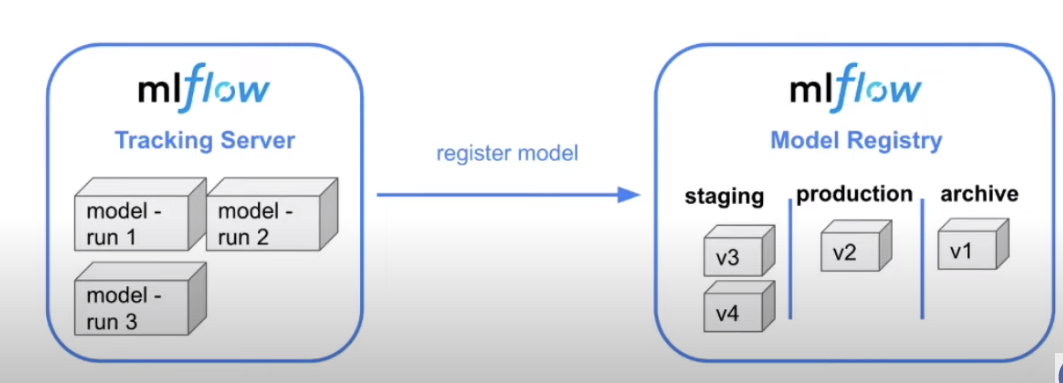 mlflow
Tracking Server
model -
run 1
model -
run 2
model -
run 3
register model
mlflow
Model Registry
staging
production
archive
v3
v2
v1
v4